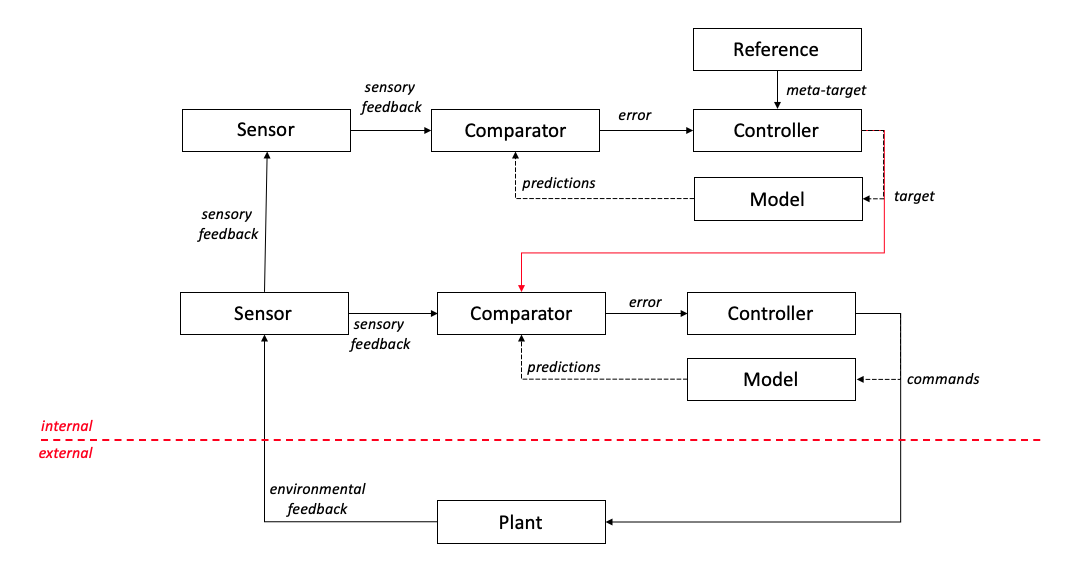 Reference
meta-target
sensory
feedback
Sensor
Comparator
error
Controller
predictions
Model
target
sensory
feedback
Sensor
sensory
feedback
Comparator
error
Controller
predictions
Model
commands
internal
external
environmental
feedback
Plant